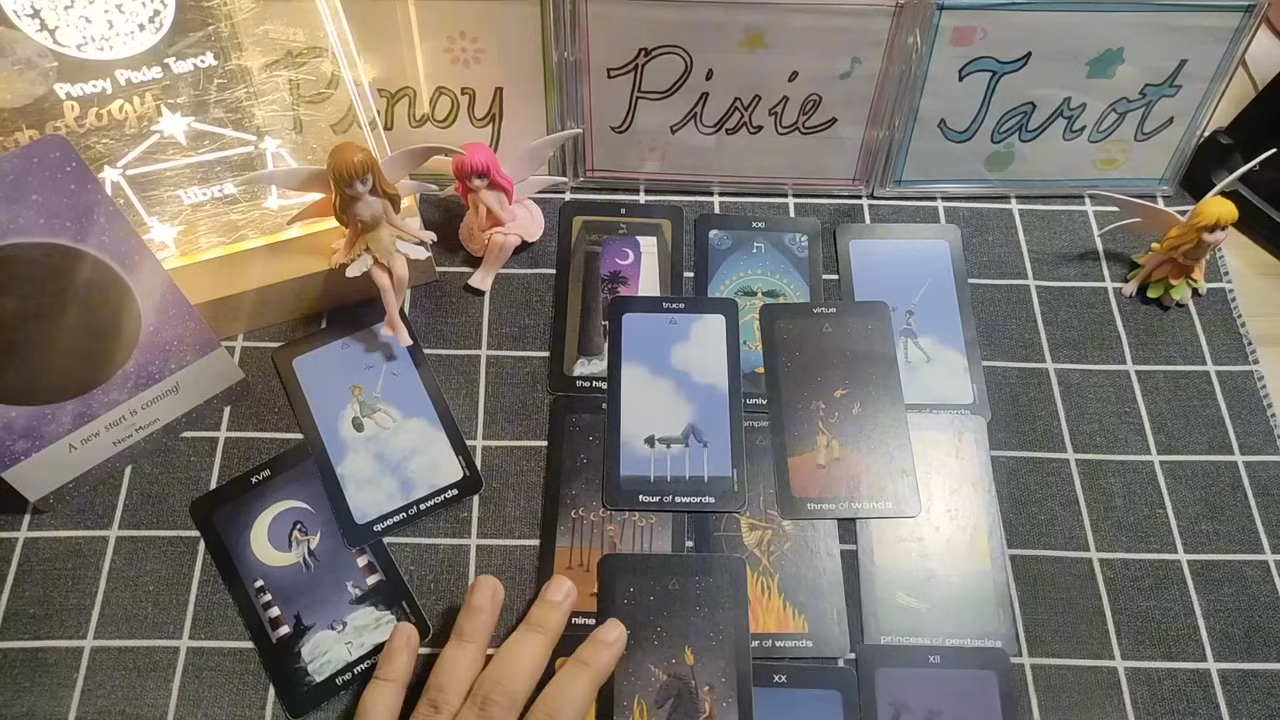 Pinoy Pixie Tarot
libra
Pinoy
Pixie
Tarot
A new start is coming!
New Moon
queen of swords
XVIII
the moo
II
the hig
XXI
univ
of swords
truce
four of swords
virtue
three of wands
nine
ur of wands
princess of pentacles
XX
XII